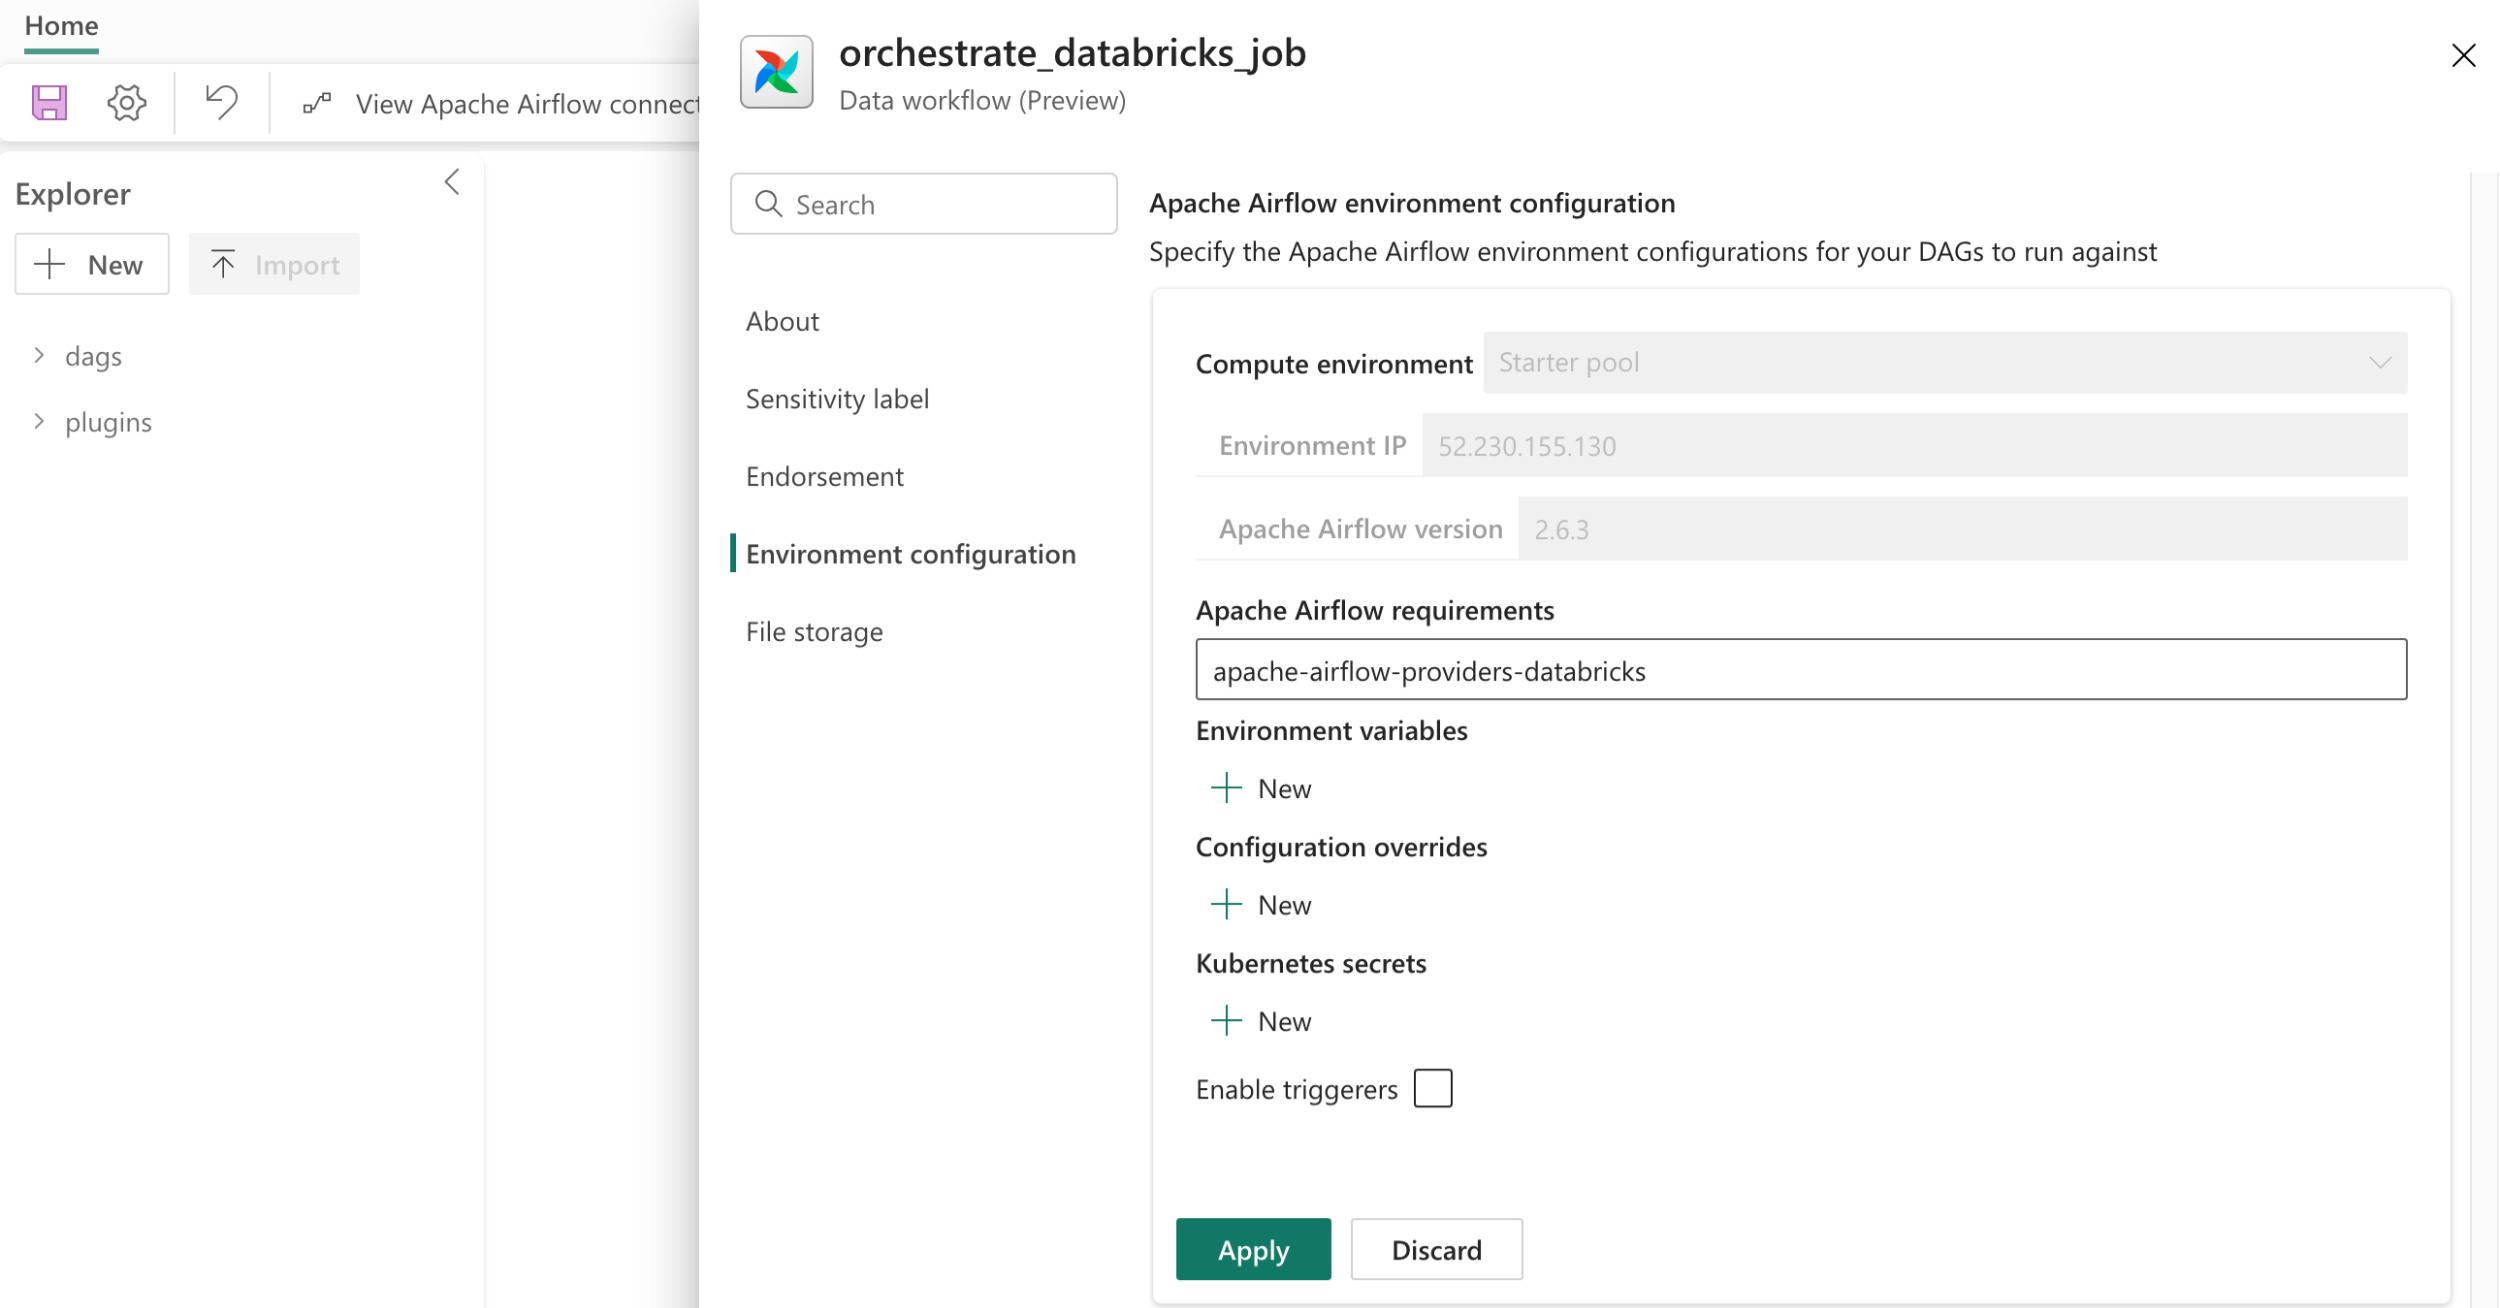 Home
View Apache Airflow connect
Explorer
New
Import
dags
plugins
orchestrate_databricks_job
Data workflow (Preview)
Search
About
Sensitivity label
Endorsement
Environment configuration
File storage
Apache Airflow environment configuration
Specify the Apache Airflow environment configurations for your DAGs to run against
Compute environment Starter pool
Environment IP 52.230.155.130
Apache Airflow version 2.6.3
Apache Airflow requirements
apache-airflow-providers-databricks
Environment variables
New
Configuration overrides
New
Kubernetes secrets
New
Enable triggerers
Apply Discard